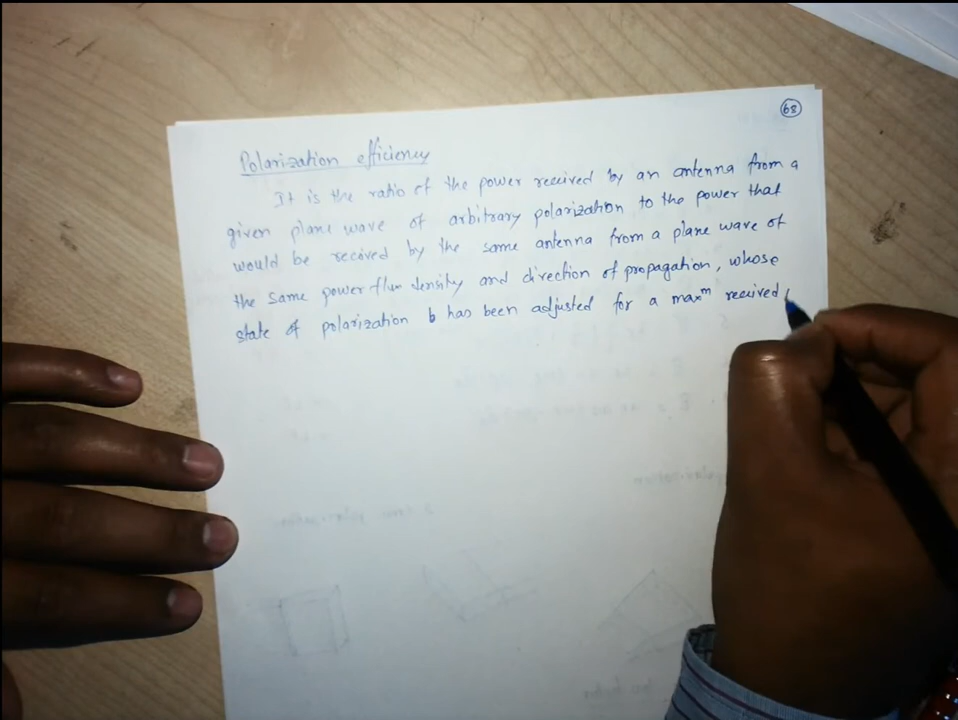 68
Polarization efficiency
It is the ratio of the power received by an antenna from a
given plane wave of arbitrary polarization to the power that
would be recived by the same antenna from a plane wave of
the same power flux density and direction of propagation, whose
state of polarization b has been adjusted for a maxm received